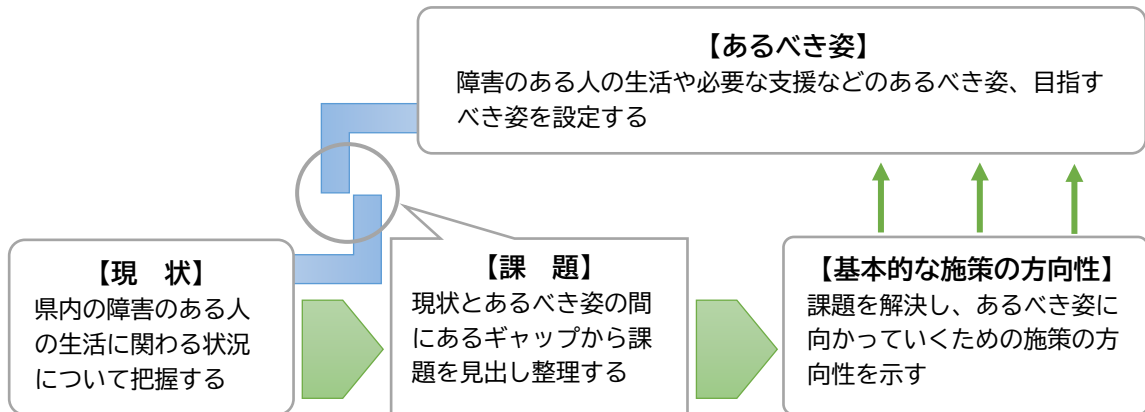 【あるべき姿】
障害のある人の生活や必要な支援などのあるべき姿、目指す
べき姿を設定する
【現　状】
県内の障害のある人
の生活に関わる状況
について把握する
【課　題】
現状とあるべき姿の間
にあるギャップから課
題を見出し整理する
【基本的な施策の方向性】
課題を解決し、あるべき姿に
向かっていくための施策の方
向性を示す